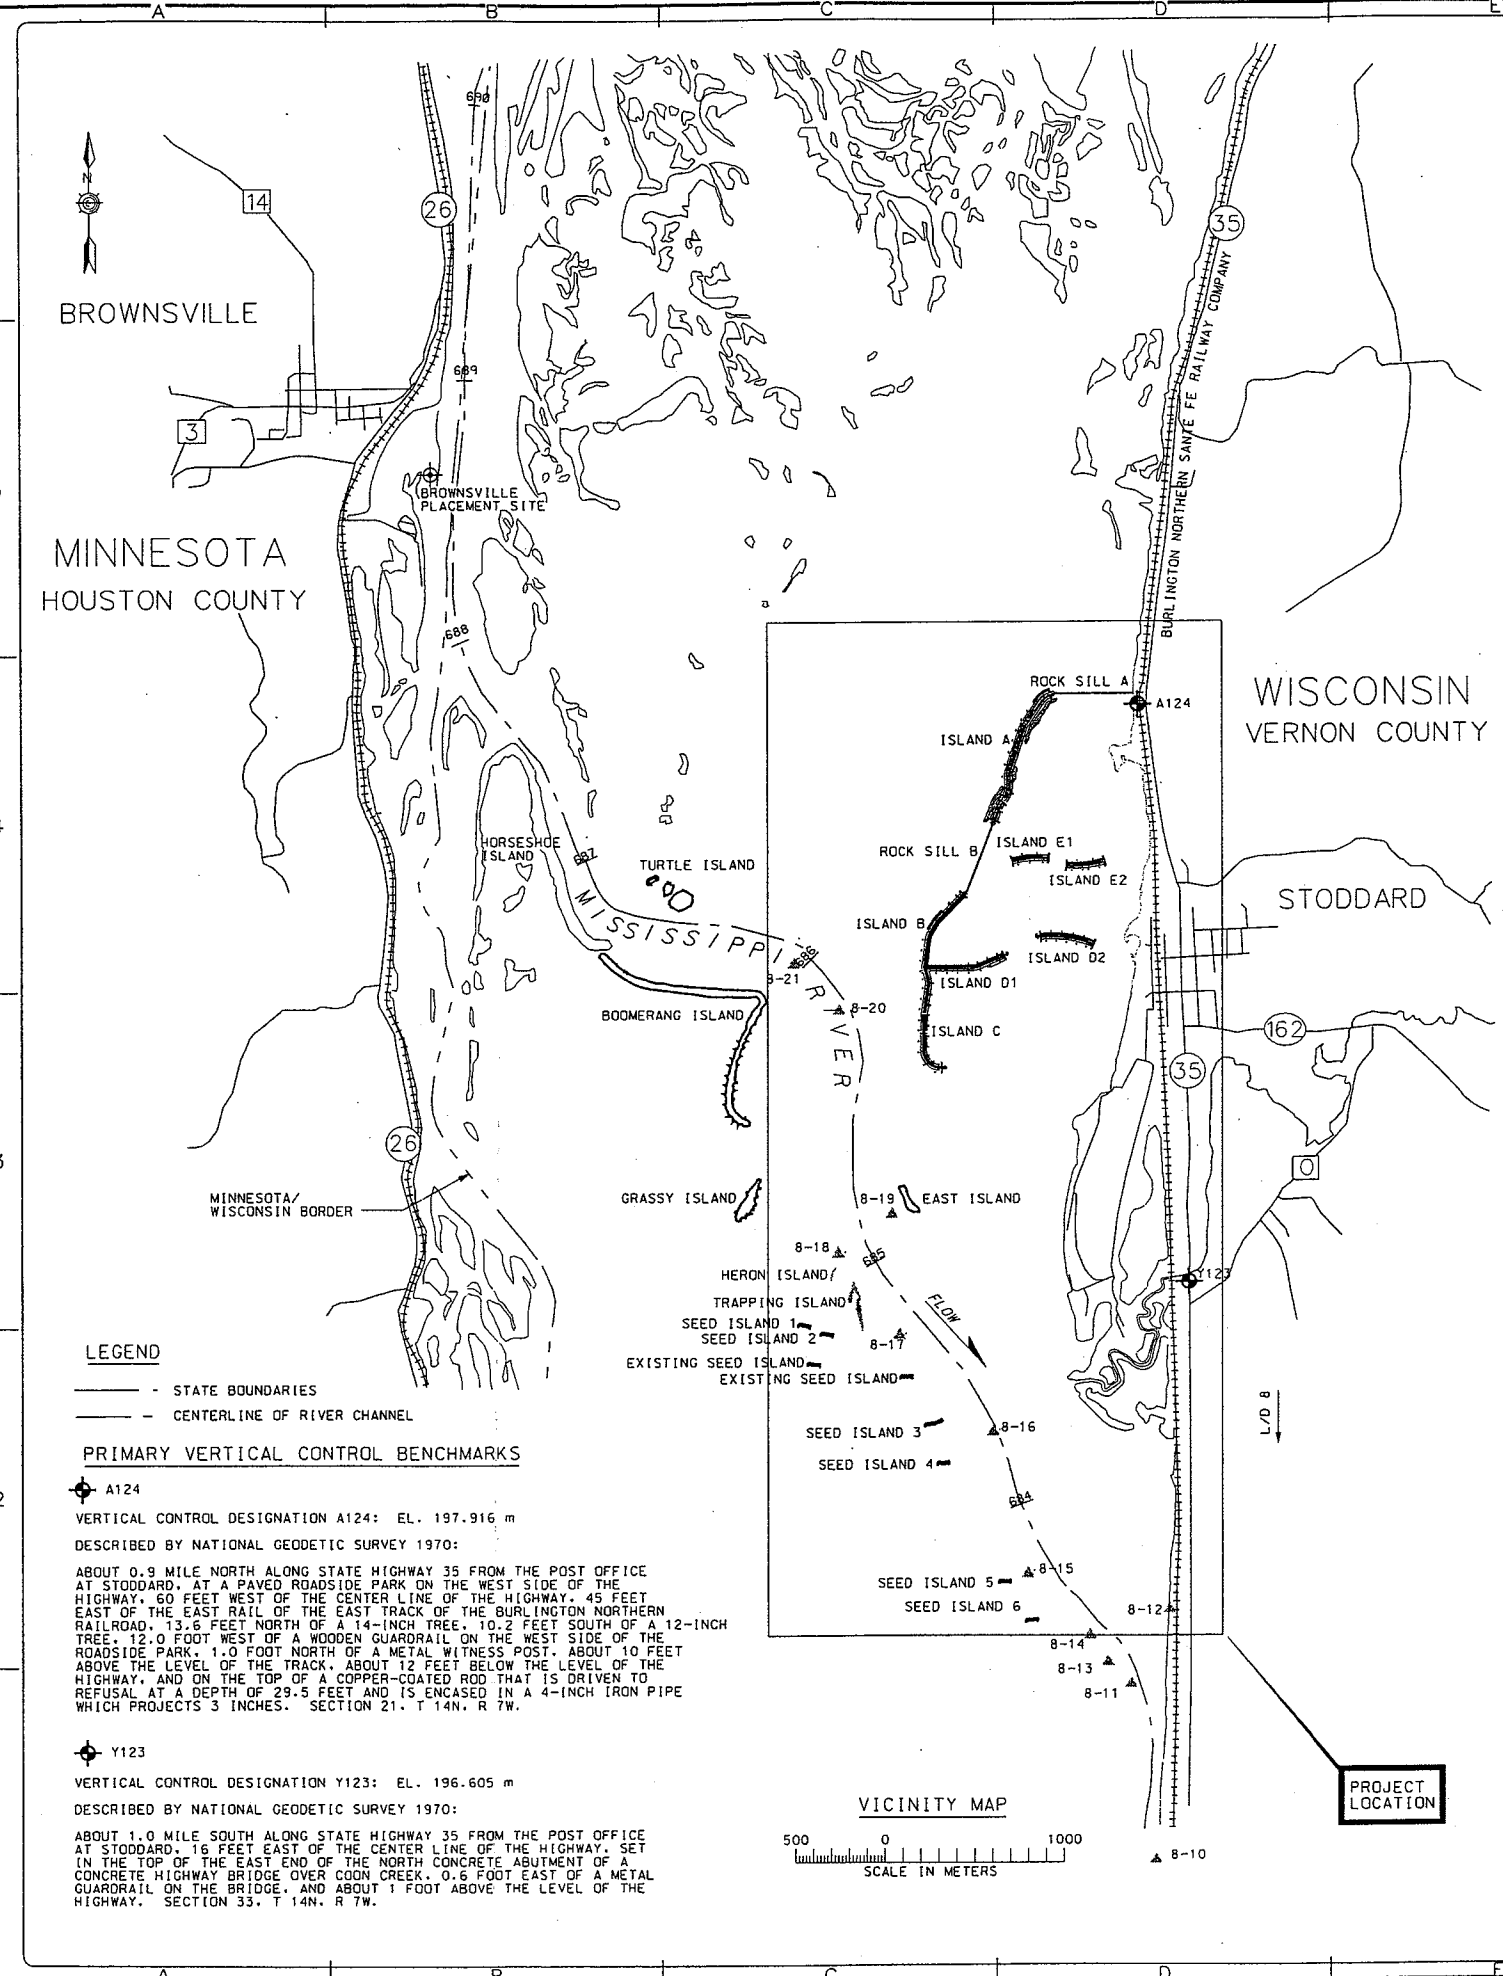 A B C D E
690
N
14
26
35
BROWNSVILLE
BURLINGTON NORTHERN SANTE FE RAILWAY COMPANY
689
3
BROWNSVILLE
PLACEMENT SITE
MINNESOTA
HOUSTON COUNTY
688
ROCK SILL A
A124
WISCONSIN
VERNON COUNTY
ISLAND A
4
HORSESHOE
ISLAND
687
TURTLE ISLAND
ROCK SILL B
ISLAND E1
ISLAND E2
STODDARD
MISSISSIPPI RIVER
ISLAND B
ISLAND D2
686
8-21
ISLAND D1
BOOMERANG ISLAND
8-20
ISLAND C
162
35
26
3
O
MINNESOTA/
WISCONSIN BORDER
GRASSY ISLAND
8-19
EAST ISLAND
8-18
685
HERON ISLAND/
TRAPPING ISLAND
Y123
FLOW
SEED ISLAND 1
SEED ISLAND 2
8-17
EXISTING SEED ISLAND
EXISTING SEED ISLAND
L/D 8
SEED ISLAND 3
8-16
SEED ISLAND 4
684
8-15
SEED ISLAND 5
SEED ISLAND 6
8-12
8-14
8-13
8-11
LEGEND
STATE BOUNDARIES
CENTERLINE OF RIVER CHANNEL
PRIMARY VERTICAL CONTROL BENCHMARKS
2
A124
VERTICAL CONTROL DESIGNATION A124: EL. 197.916 m
DESCRIBED BY NATIONAL GEODETIC SURVEY 1970:
ABOUT 0.9 MILE NORTH ALONG STATE HIGHWAY 35 FROM THE POST OFFICE
AT STODDARD, AT A PAVED ROADSIDE PARK ON THE WEST SIDE OF THE
HIGHWAY, 60 FEET WEST OF THE CENTER LINE OF THE HIGHWAY, 45 FEET
EAST OF THE EAST RAIL OF THE EAST TRACK OF THE BURLINGTON NORTHERN
RAILROAD, 13.6 FEET NORTH OF A 14-INCH TREE, 10.2 FEET SOUTH OF A 12-INCH
TREE, 12.0 FOOT WEST OF A WOODEN GUARDRAIL ON THE WEST SIDE OF THE
ROADSIDE PARK, 1.0 FOOT NORTH OF A METAL WITNESS POST, ABOUT 10 FEET
ABOVE THE LEVEL OF THE TRACK, ABOUT 12 FEET BELOW THE LEVEL OF THE
HIGHWAY, AND ON THE TOP OF A COPPER-COATED ROD THAT IS DRIVEN TO
REFUSAL AT A DEPTH OF 29.5 FEET AND IS ENCASED IN A 4-INCH IRON PIPE
WHICH PROJECTS 3 INCHES. SECTION 21, T 14N, R 7W.
Y123
VERTICAL CONTROL DESIGNATION Y123: EL. 196.605 m
DESCRIBED BY NATIONAL GEODETIC SURVEY 1970:
ABOUT 1.0 MILE SOUTH ALONG STATE HIGHWAY 35 FROM THE POST OFFICE
AT STODDARD, 16 FEET EAST OF THE CENTER LINE OF THE HIGHWAY, SET
IN THE TOP OF THE EAST END OF THE NORTH CONCRETE ABUTMENT OF A
CONCRETE HIGHWAY BRIDGE OVER COON CREEK, 0.6 FOOT EAST OF A METAL
GUARDRAIL ON THE BRIDGE, AND ABOUT 1 FOOT ABOVE THE LEVEL OF THE
HIGHWAY. SECTION 33, T 14N, R 7W.
PROJECT
LOCATION
VICINITY MAP
500 0 1000
SCALE IN METERS
8-10
A B C D E